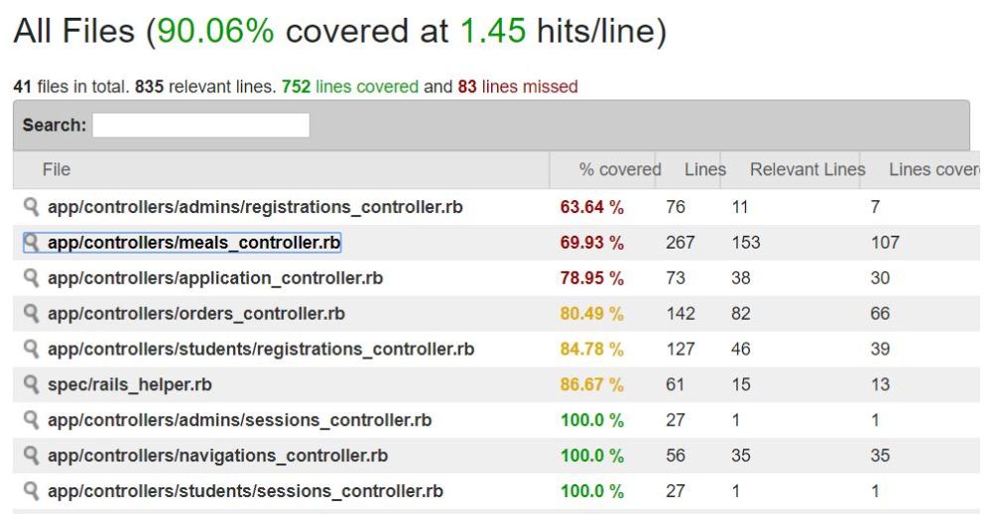 All Files (90.06% covered at 1.45 hits/line)
41 files in total. 835 relevant lines. 752 lines covered and 83 lines missed
Search:
File % covered Lines Relevant Lines Lines cover
app/controllers/admins/registrations_controller.rb 63.64 % 76 11 7
app/controllers/meals_controller.rb 69.93 % 267 153 107
app/controllers/application_controller.rb 78.95 % 73 38 30
app/controllers/orders_controller.rb 80.49 % 142 82 66
app/controllers/students/registrations_controller.rb 84.78 % 127 46 39
spec/rails_helper.rb 86.67 % 61 15 13
app/controllers/admins/sessions_controller.rb 100.0 % 27 1 1
app/controllers/navigations_controller.rb 100.0 % 56 35 35
app/controllers/students/sessions_controller.rb 100.0 % 27 1 1